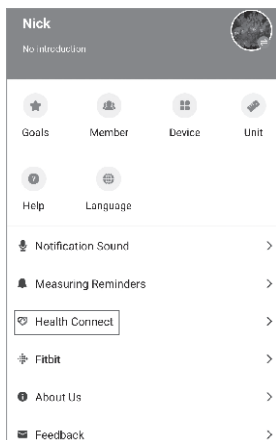 Nick
No introduction
Goals Member Device Unit
Help Language
Notification Sound
Measuring Reminders
Health Connect
Fitbit
About Us
Feedback